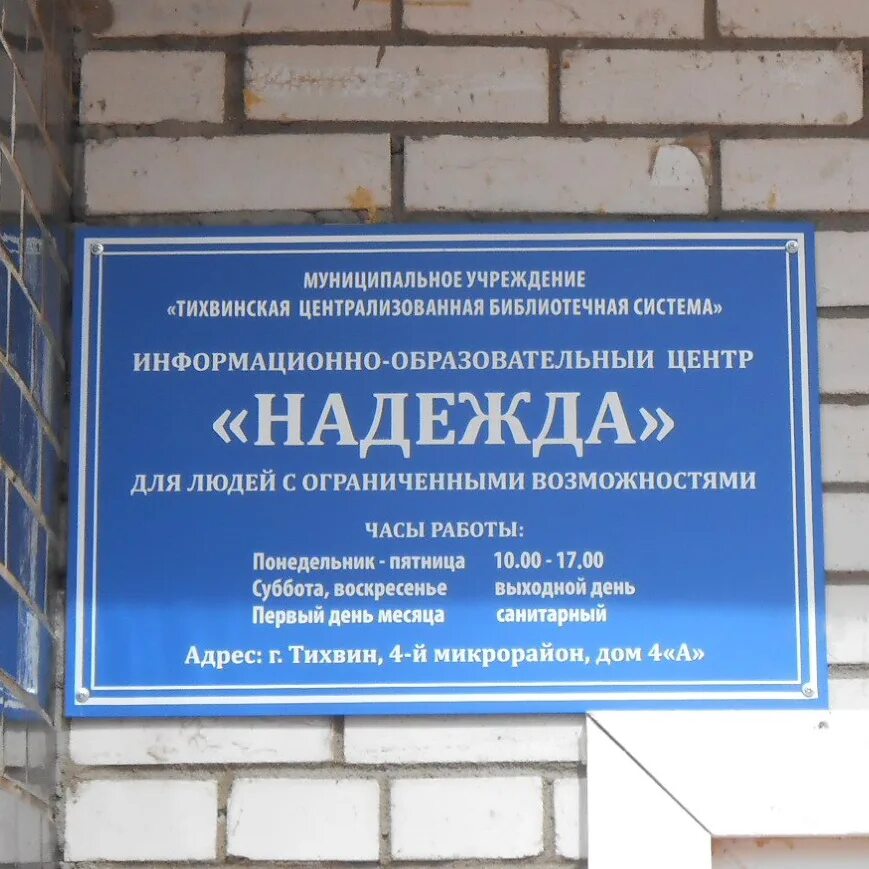 МУНИЦИПАЛЬНОЕ УЧРЕЖДЕНИЕ
«ТИХВИНСКАЯ ЦЕНТРАЛИЗОВАННАЯ БИБЛИОТЕЧНАЯ СИСТЕМА»
ИНФОРМАЦИОННО-ОБРАЗОВАТЕЛЬНЫЙ ЦЕНТР
«НАДЕЖДА»
ДЛЯ ЛЮДЕЙ С ОГРАНИЧЕННЫМИ ВОЗМОЖНОСТЯМИ
ЧАСЫ РАБОТЫ:
Понедельник - пятница 10.00 - 17.00
Суббота, воскресенье выходной день
Первый день месяца санитарный
Адрес: г. Тихвин, 4-й микрорайон, дом 4«А»